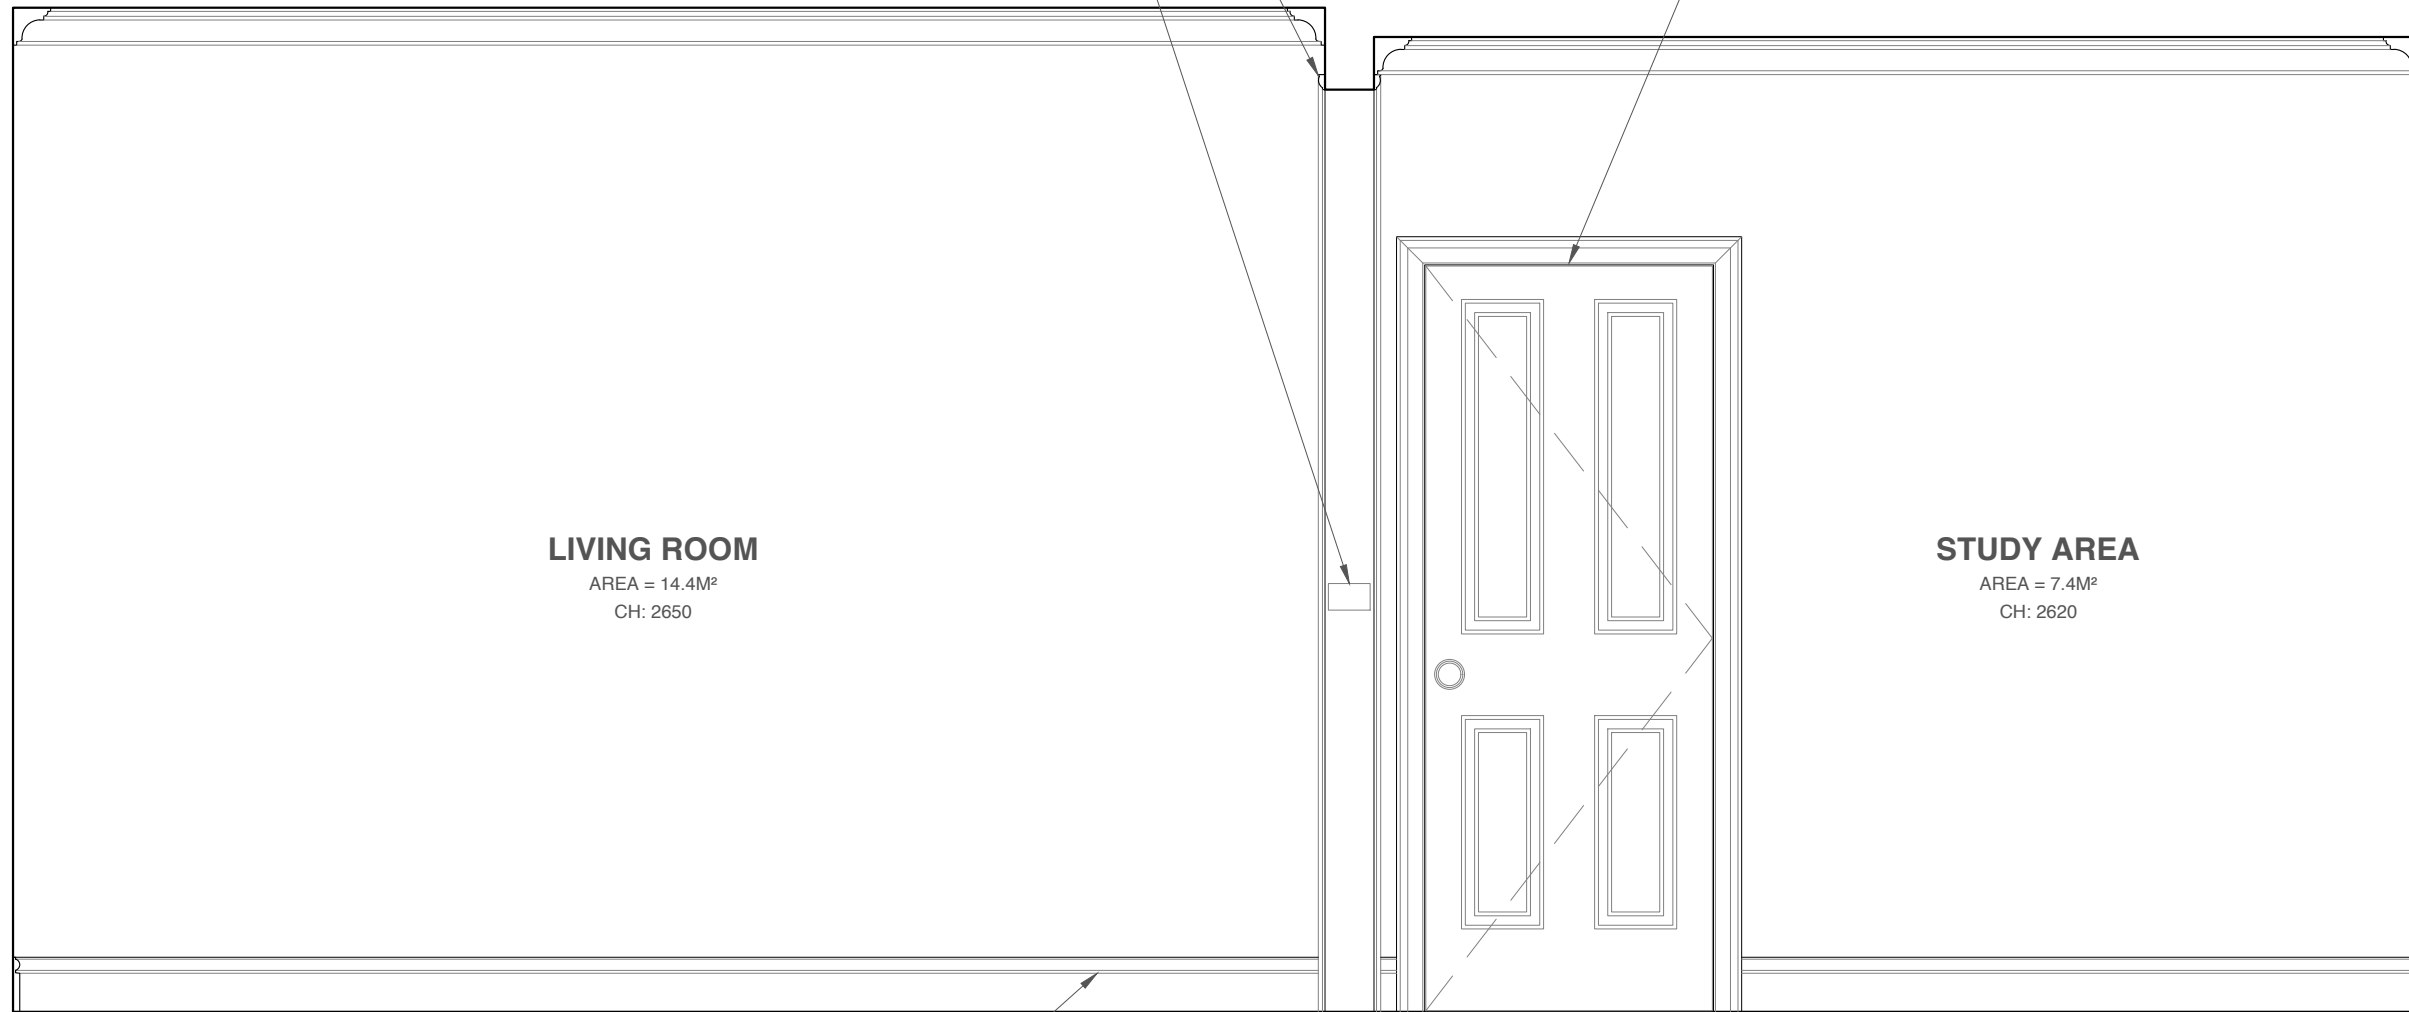 LIVING ROOM
AREA = 14.4M²
CH: 2650
STUDY AREA
AREA = 7.4M²
CH: 2620